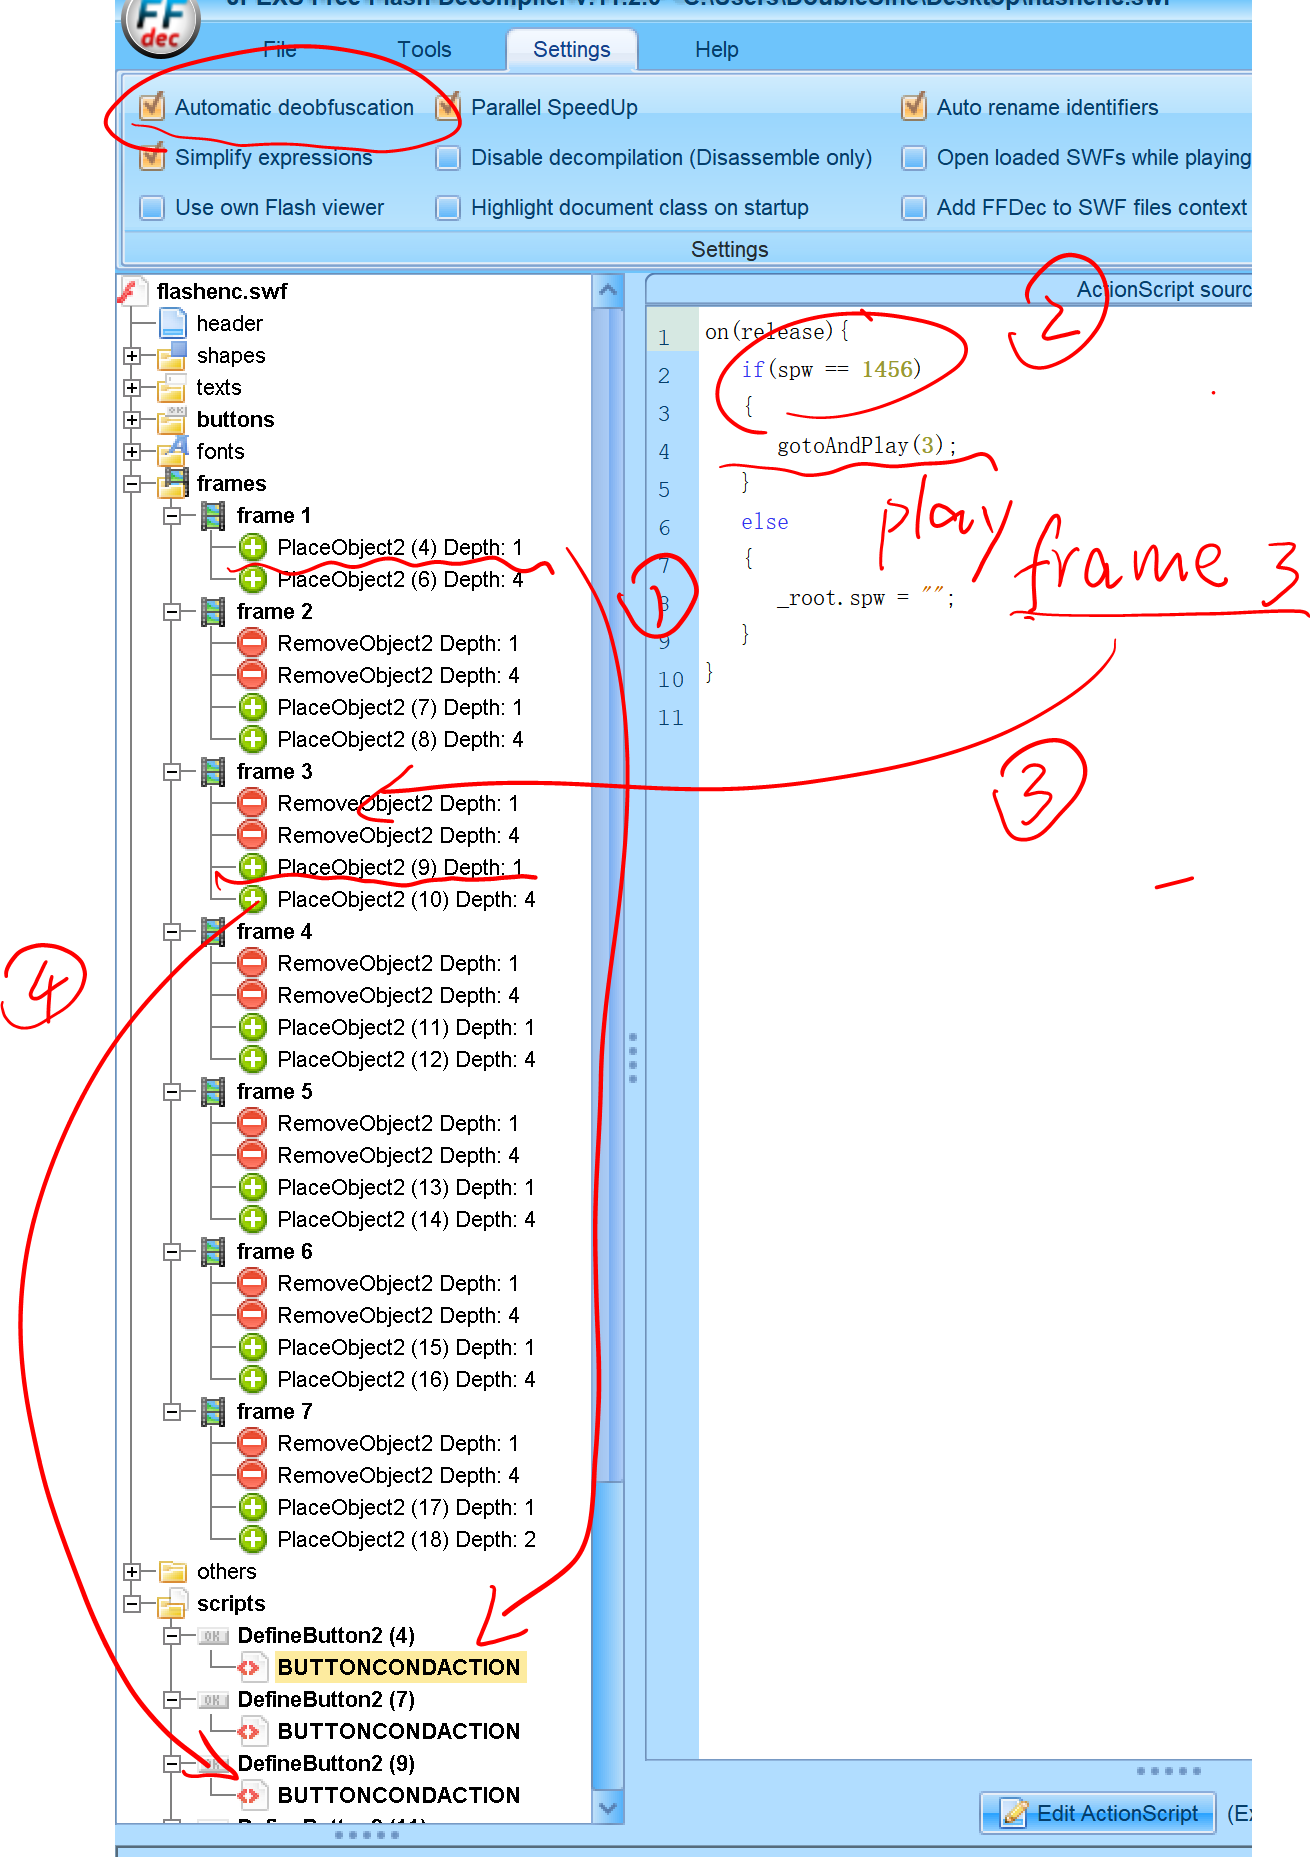 FF
dec
File
Tools
Settings
Help
Automatic deobfuscation
Parallel SpeedUp
Auto rename identifiers
Simplify expressions
Disable decompilation (Disassemble only)
Open loaded SWFs while playing
Use own Flash viewer
Highlight document class on startup
Add FFDec to SWF files context
Settings
flashenc.swf
header
shapes
texts
buttons
fonts
frames
frame 1
PlaceObject2 (4) Depth: 1
PlaceObject2 (6) Depth: 4
frame 2
RemoveObject2 Depth: 1
RemoveObject2 Depth: 4
PlaceObject2 (7) Depth: 1
PlaceObject2 (8) Depth: 4
frame 3
RemoveObject2 Depth: 1
RemoveObject2 Depth: 4
PlaceObject2 (9) Depth: 1
PlaceObject2 (10) Depth: 4
frame 4
RemoveObject2 Depth: 1
RemoveObject2 Depth: 4
PlaceObject2 (11) Depth: 1
PlaceObject2 (12) Depth: 4
frame 5
RemoveObject2 Depth: 1
RemoveObject2 Depth: 4
PlaceObject2 (13) Depth: 1
PlaceObject2 (14) Depth: 4
frame 6
RemoveObject2 Depth: 1
RemoveObject2 Depth: 4
PlaceObject2 (15) Depth: 1
PlaceObject2 (16) Depth: 4
frame 7
RemoveObject2 Depth: 1
RemoveObject2 Depth: 4
PlaceObject2 (17) Depth: 1
PlaceObject2 (18) Depth: 2
others
scripts
OK DefineButton2 (4)
BUTTONCONDACTION
OK DefineButton2 (7)
BUTTONCONDACTION
DefineButton2 (9)
BUTTONCONDACTION
ActionScript sourc
1 on(release){
2 if(spw == 1456)
3 {
4 gotoAndPlay(3);
5 }
6 else
7 {
8 _root.spw = "";
9 }
10 }
11
Edit ActionScript
(Ex
1
2
play
frame 3
3
4